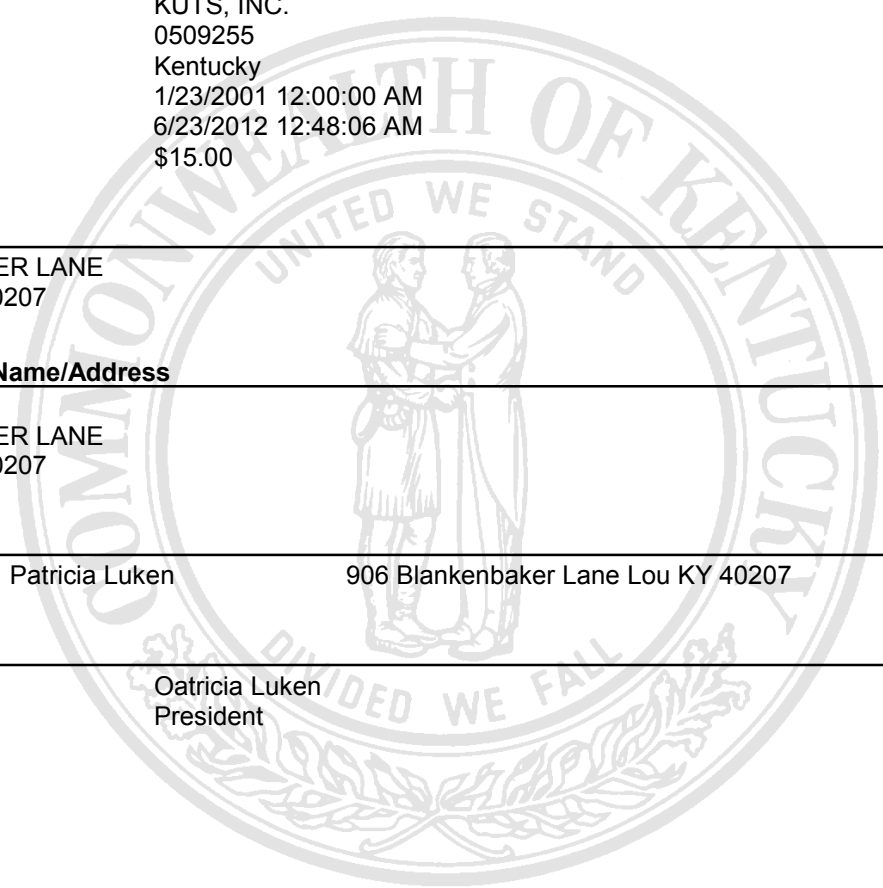 KUTS, INC.
0509255
Kentucky
1/23/2001 12:00:00 AM
6/23/2012 12:48:06 AM
$15.00
COMMONWEALTH OF KENTUCKY
UNITED WE STAND
ER LANE
0207
Name/Address
ER LANE
0207
Patricia Luken 906 Blankenbaker Lane Lou KY 40207
Oatricia Luken
President
DIVIDED WE FALL